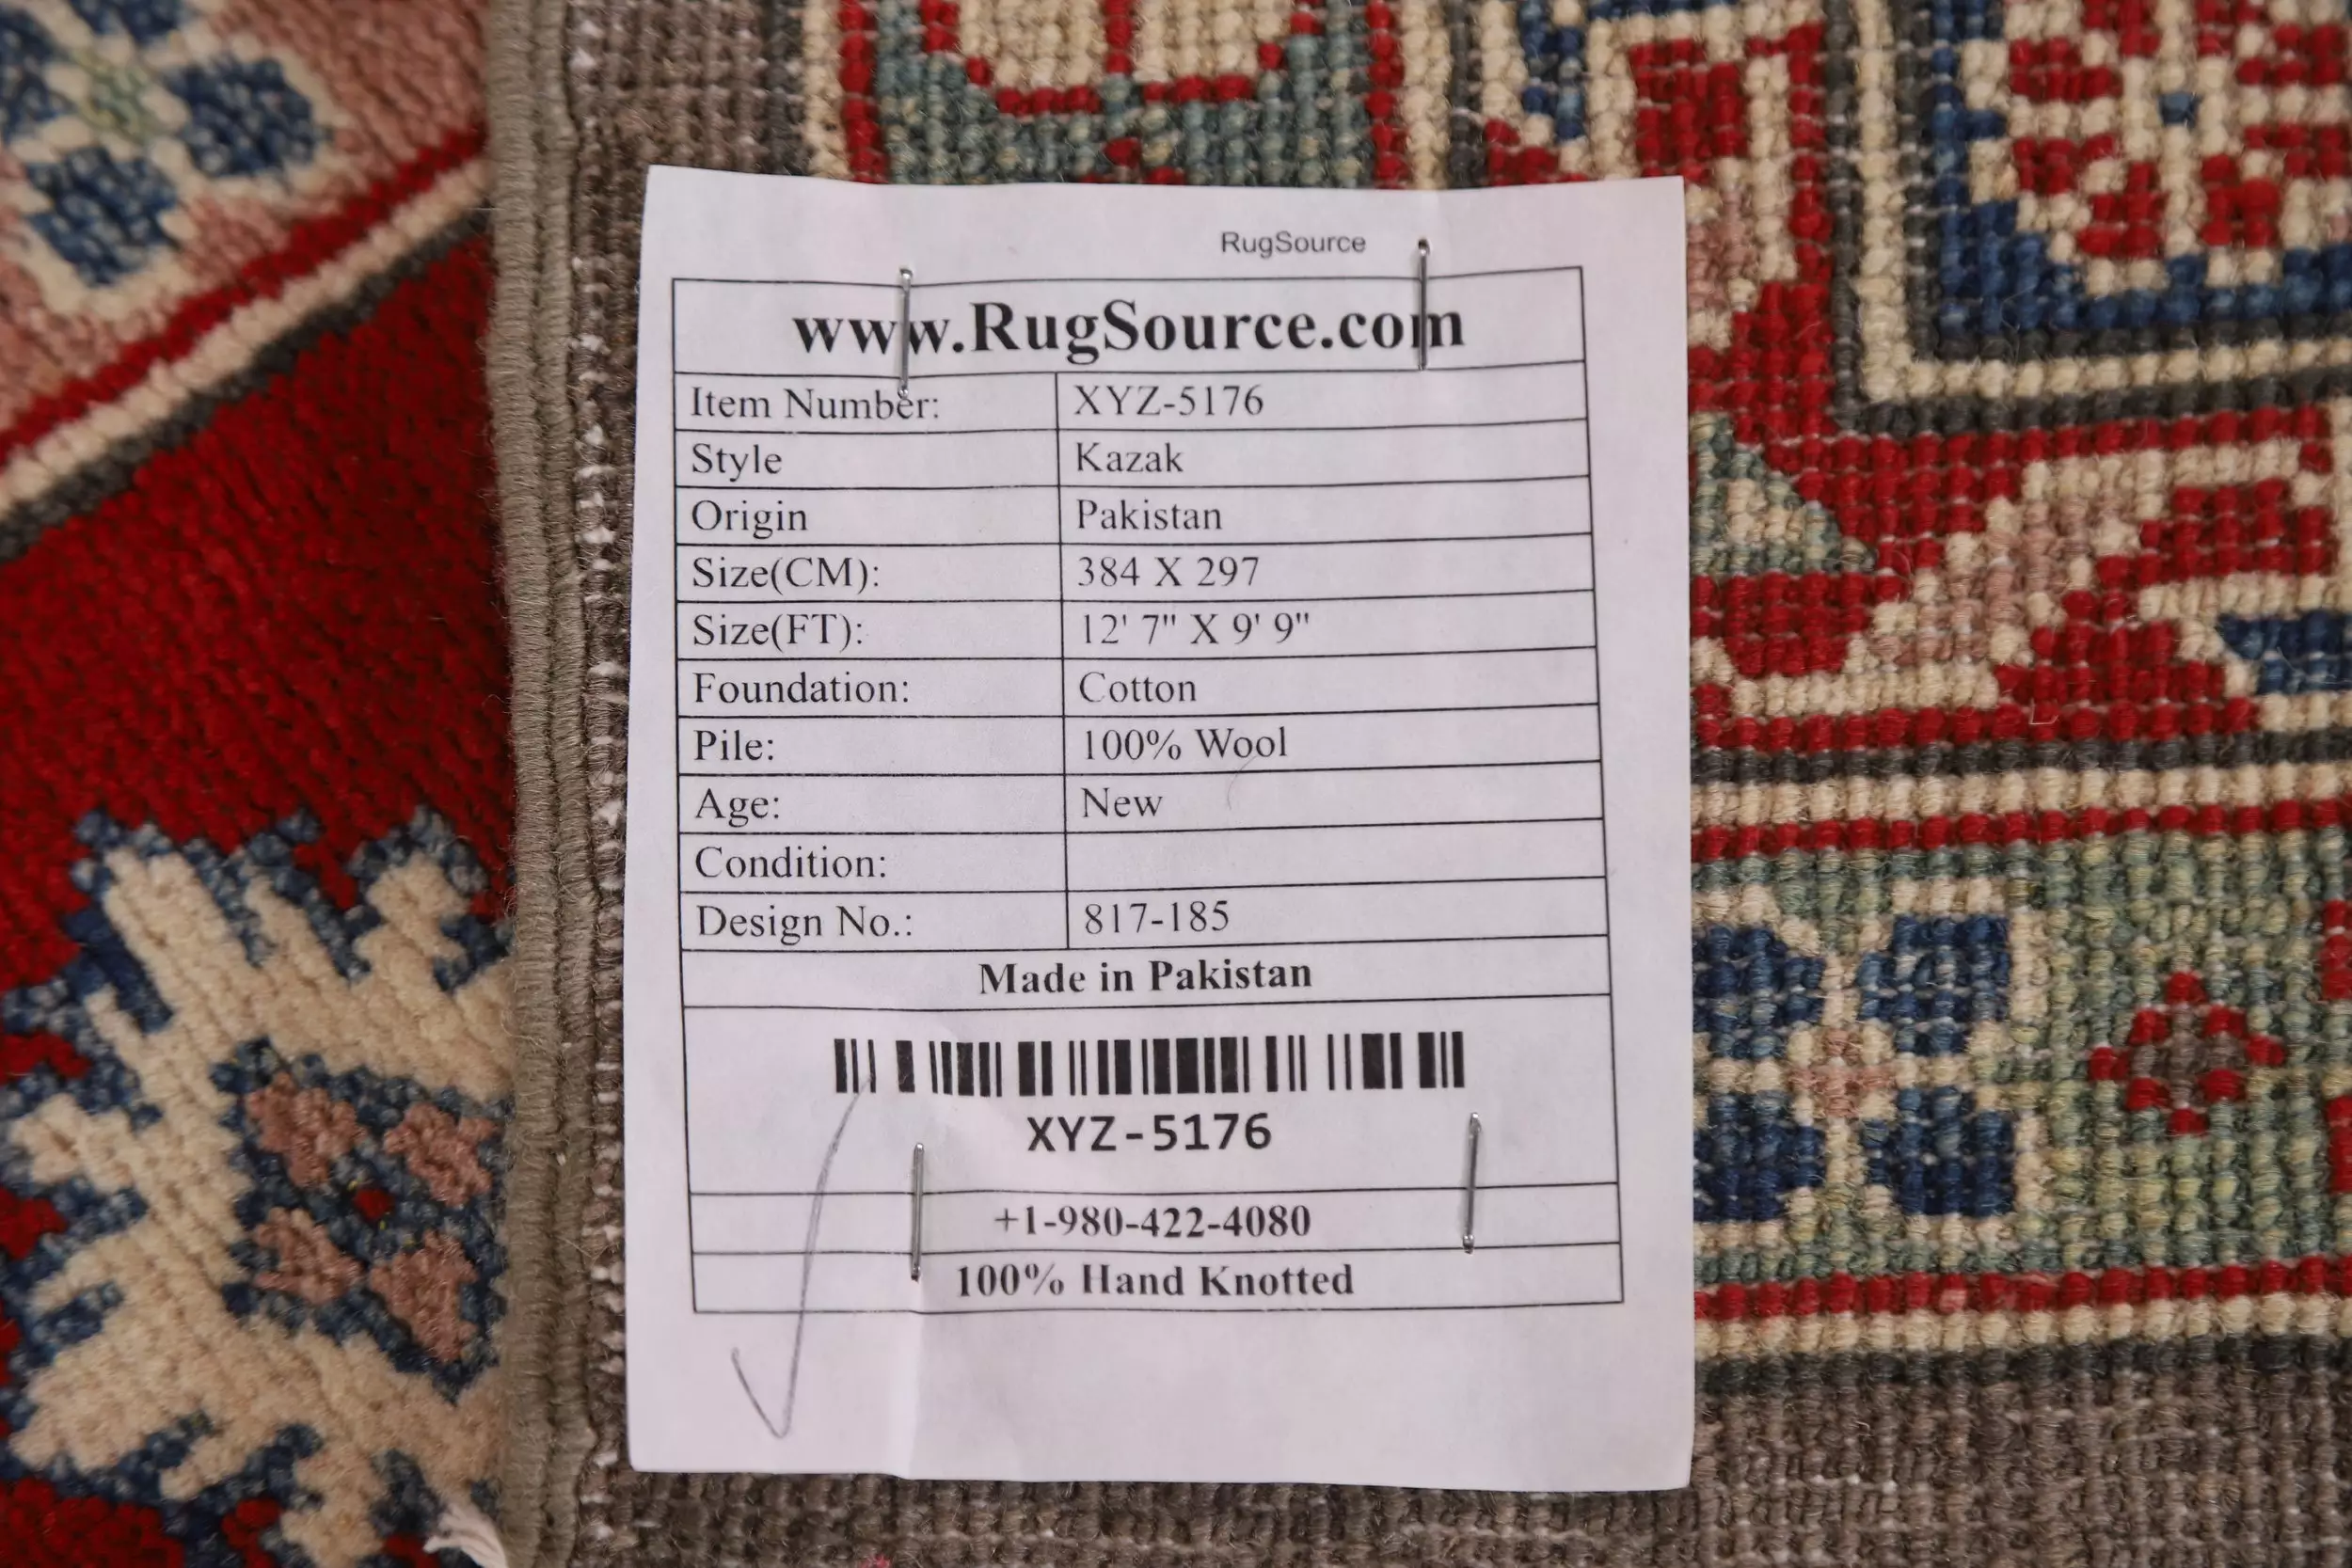 RugSource
www.RugSource.com
Item Number: XYZ-5176
Style Kazak
Origin Pakistan
Size(CM): 384 X 297
Size(FT): 12' 7" X 9' 9"
Foundation: Cotton
Pile: 100% Wool
Age: New
Condition:
Design No.: 817-185
Made in Pakistan
XYZ-5176
+1-980-422-4080
100% Hand Knotted